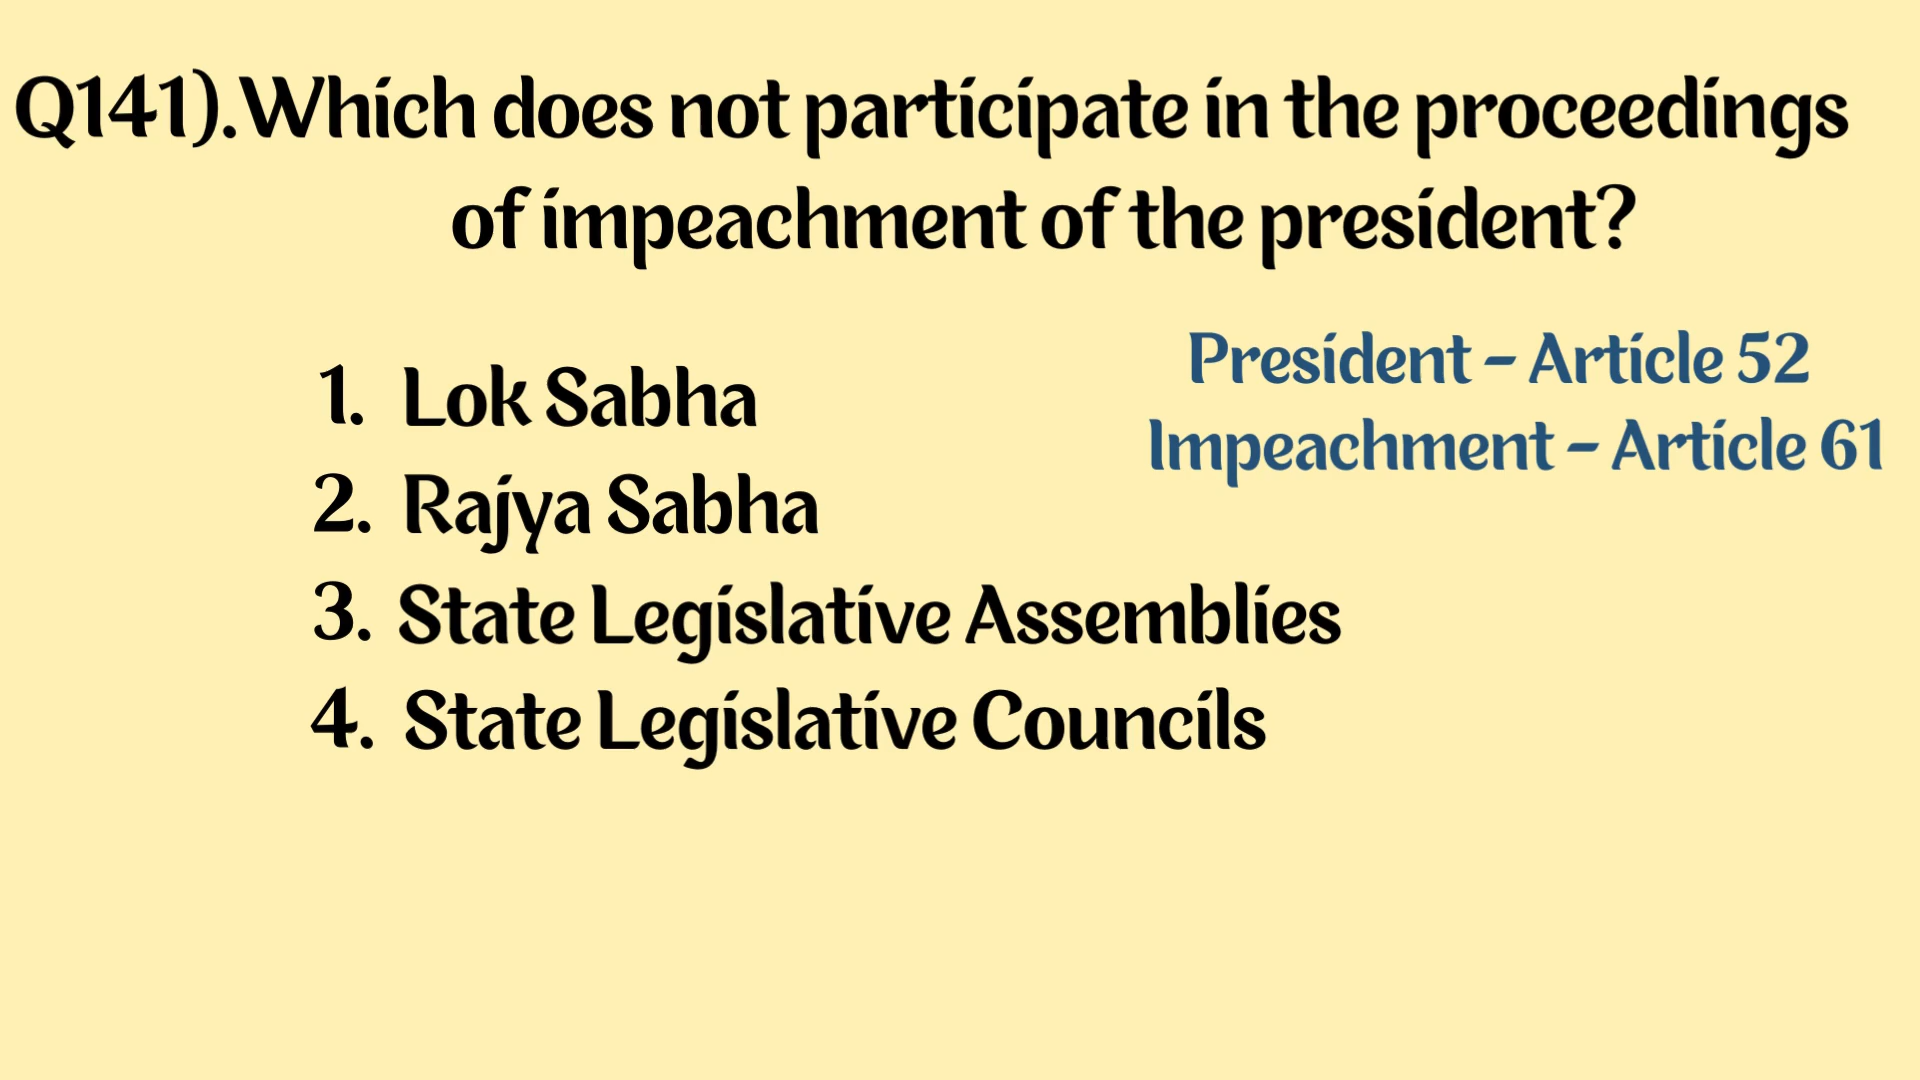 Q141).Which does not participate in the proceedings
of impeachment of the president?
President - Article 52
Impeachment - Article 61
1. Lok Sabha
2. Rajya Sabha
3. State Legislative Assemblies
4. State Legislative Councils